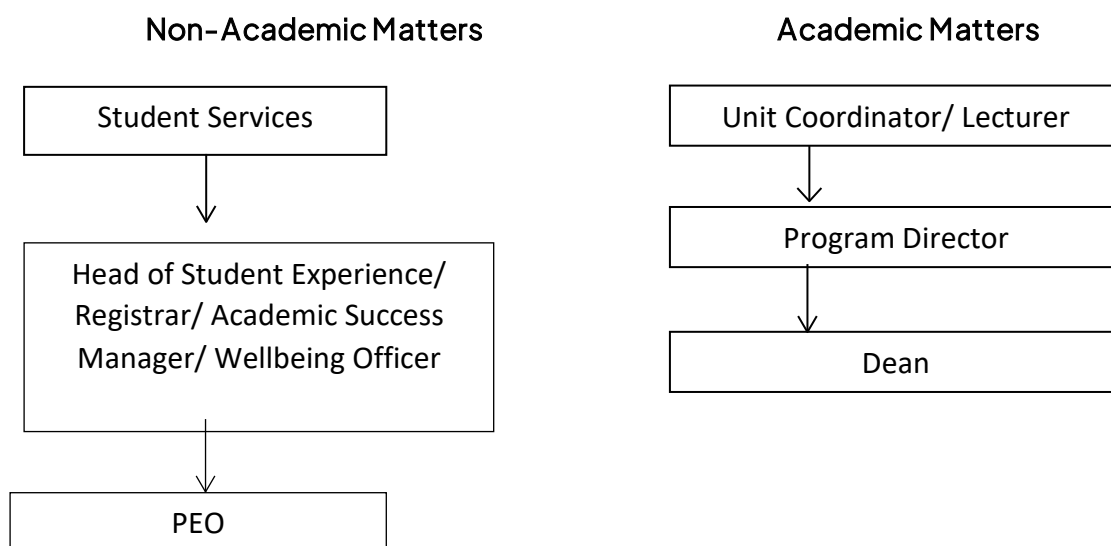 Non-Academic Matters
Student Services
Head of Student Experience/
Registrar/ Academic Success
Manager/ Wellbeing Officer
PEO
Academic Matters
Unit Coordinator/ Lecturer
Program Director
Dean